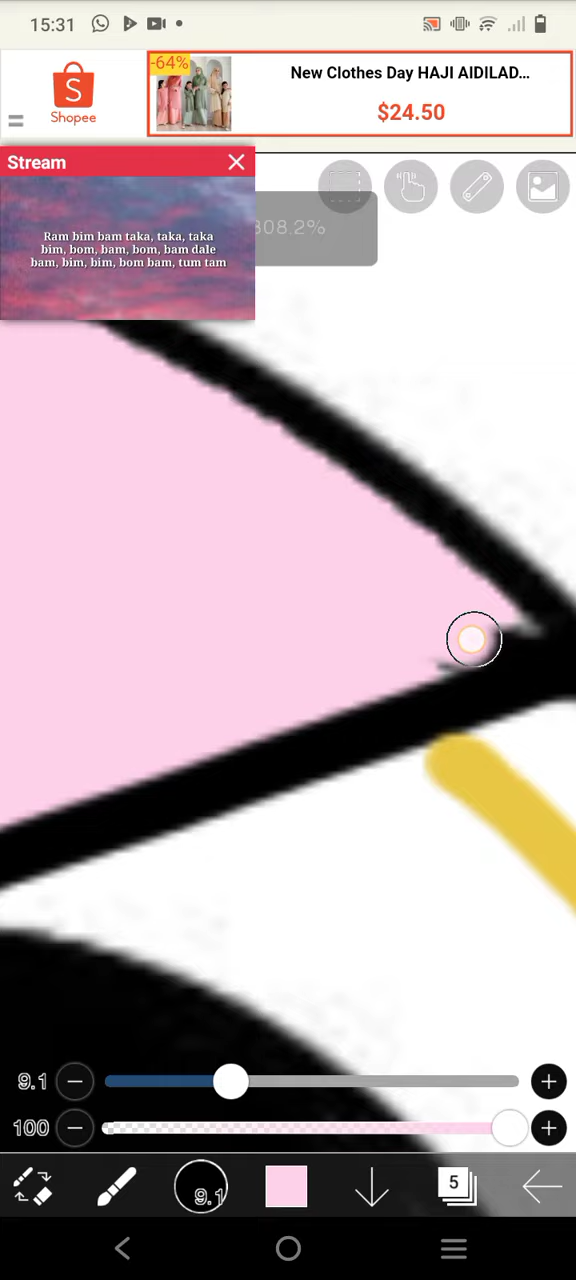 15:31
-64%
New Clothes Day HAJI AIDILAD...
$24.50
Shopee
Stream
Ram bim bam taka, taka, taka
bim, bom, bam, bom, bam dale
bam, bim, bim, bom bam, tum tam
308.2%
9.1
100
9.1
5